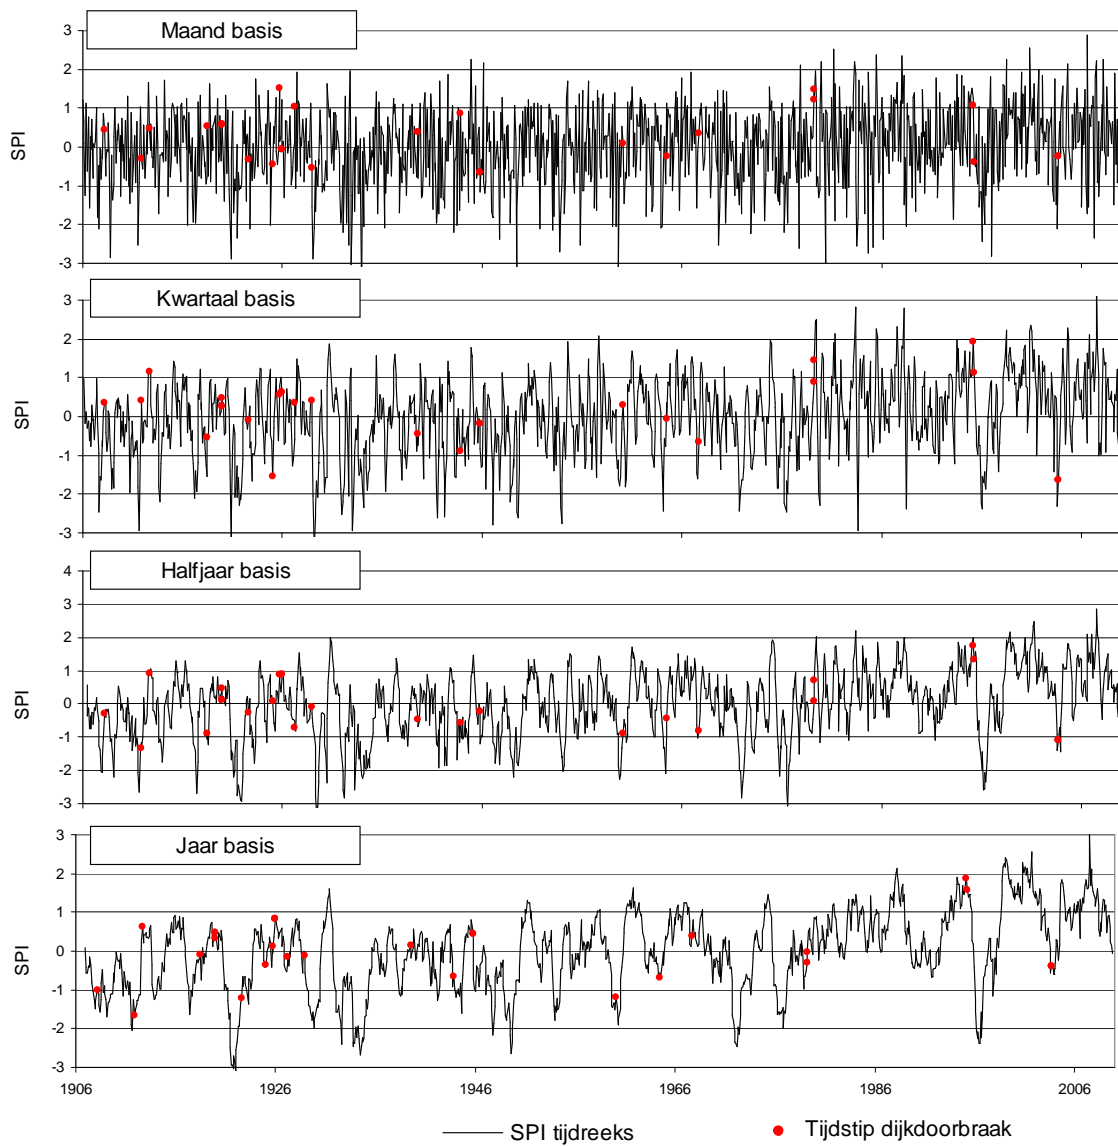 Maand basis
3
2
1
0
-1
-2
-3
SPI
Kwartaal basis
3
2
1
0
-1
-2
-3
SPI
Halfjaar basis
4
3
2
1
0
-1
-2
-3
SPI
Jaar basis
3
2
1
0
-1
-2
-3
SPI
1906 1926 1946 1966 1986 2006
SPI tijdreeks Tijdstip dijkdoorbraak